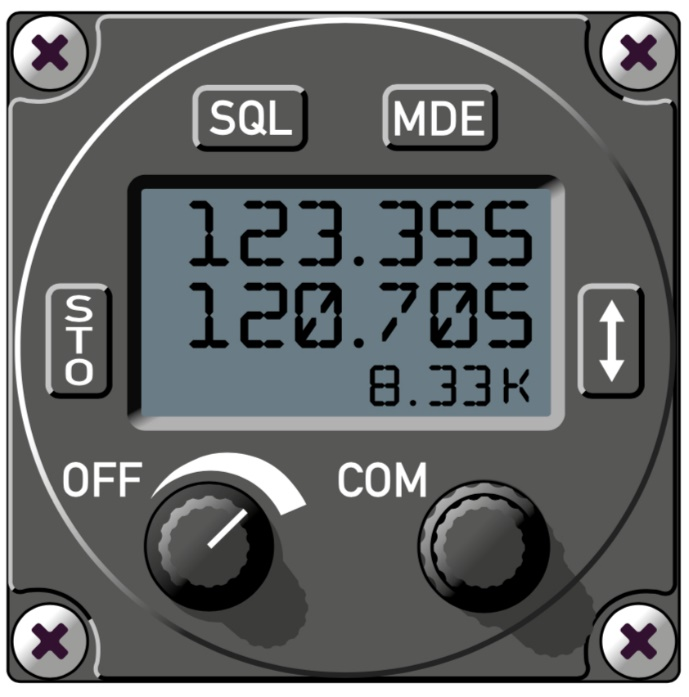 SQL MDE
123.355
STO
120.705
8.33K
OFF COM